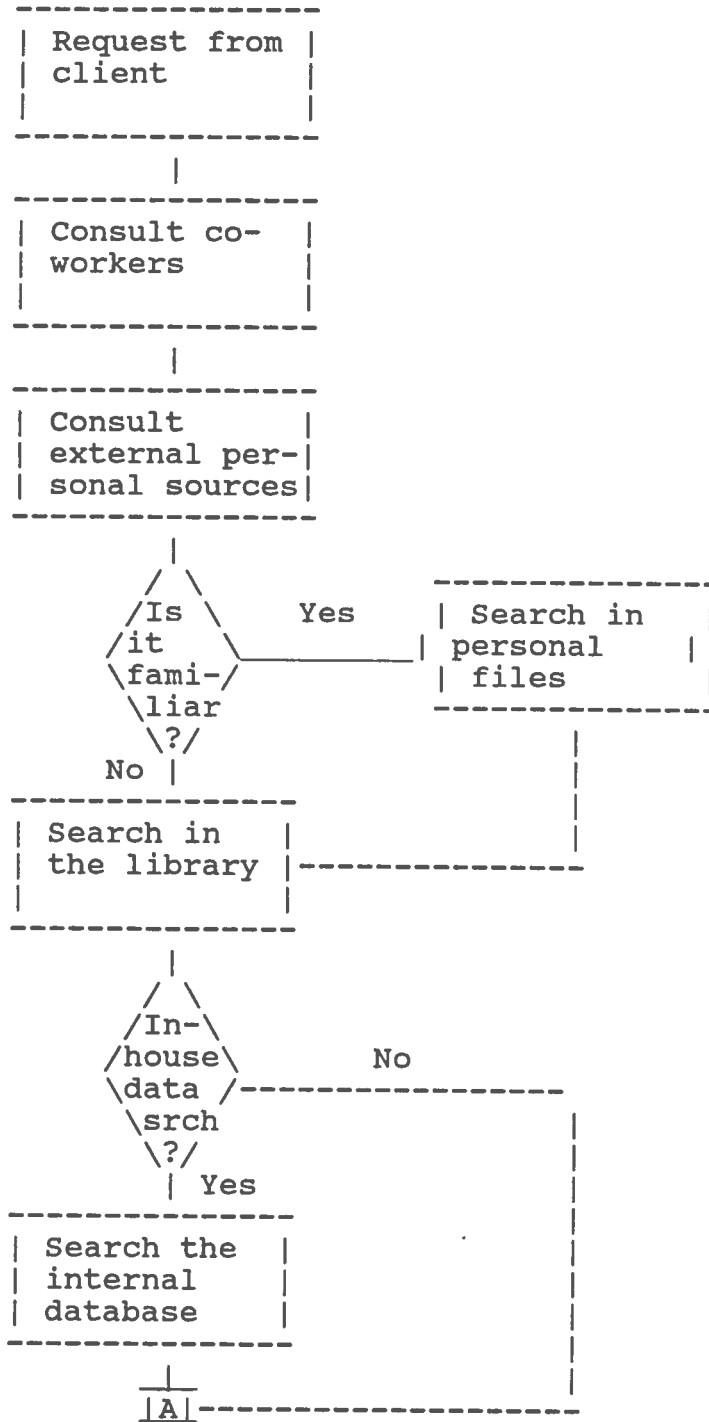 Request from
client
Consult co-
workers
Consult
external per-
sonal sources
Is
it
fami-
liar
?
Yes
Search in
personal
files
No
Search in
the library
In-
house
data
srch
?
No
Yes
Search the
internal
database
A